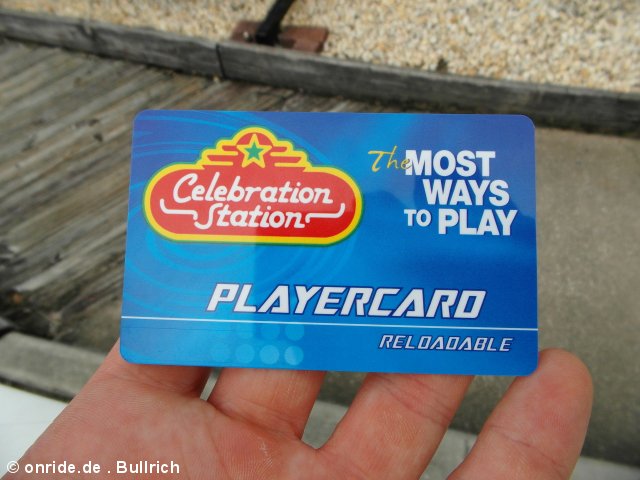 Celebration
Station
The MOST
WAYS
TO PLAY
PLAYERCARD
RELOADABLE
© onride.de . Bullrich